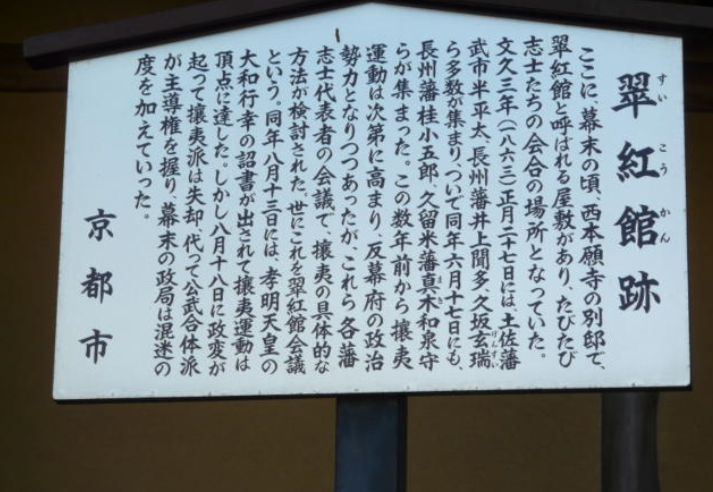 翠紅館跡
すいこうかん
ここに、幕末の頃、西本願寺の別邸で、
翠紅館と呼ばれる屋敷があり、たびたび
志士たちの会合の場所となっていた。
文久三年(一八六三)正月二十七日には、土佐藩
武市半平太、長州藩井上聞多、久坂玄瑞
げんずい
ら多数が集まり、ついで同年六月十七日にも、
長州藩桂小五郎、久留米藩真木和泉守
まき
らが集まった。この数年前から攘夷
運動は次第に高まり、反幕府の政治
勢力となりつつあったが、これら各藩
志士代表者の会議で、攘夷の具体的な
方法が検討された。世にこれを翠紅館会議
という。同年八月十三日には、孝明天皇の
大和行幸の詔書が出されて攘夷運動は
頂点に達した。しかし八月十八日に政変が
起って攘夷派は失却、代って公武合体派
が主導権を握り、幕末の政局は混迷の
度を加えていった。
京都市